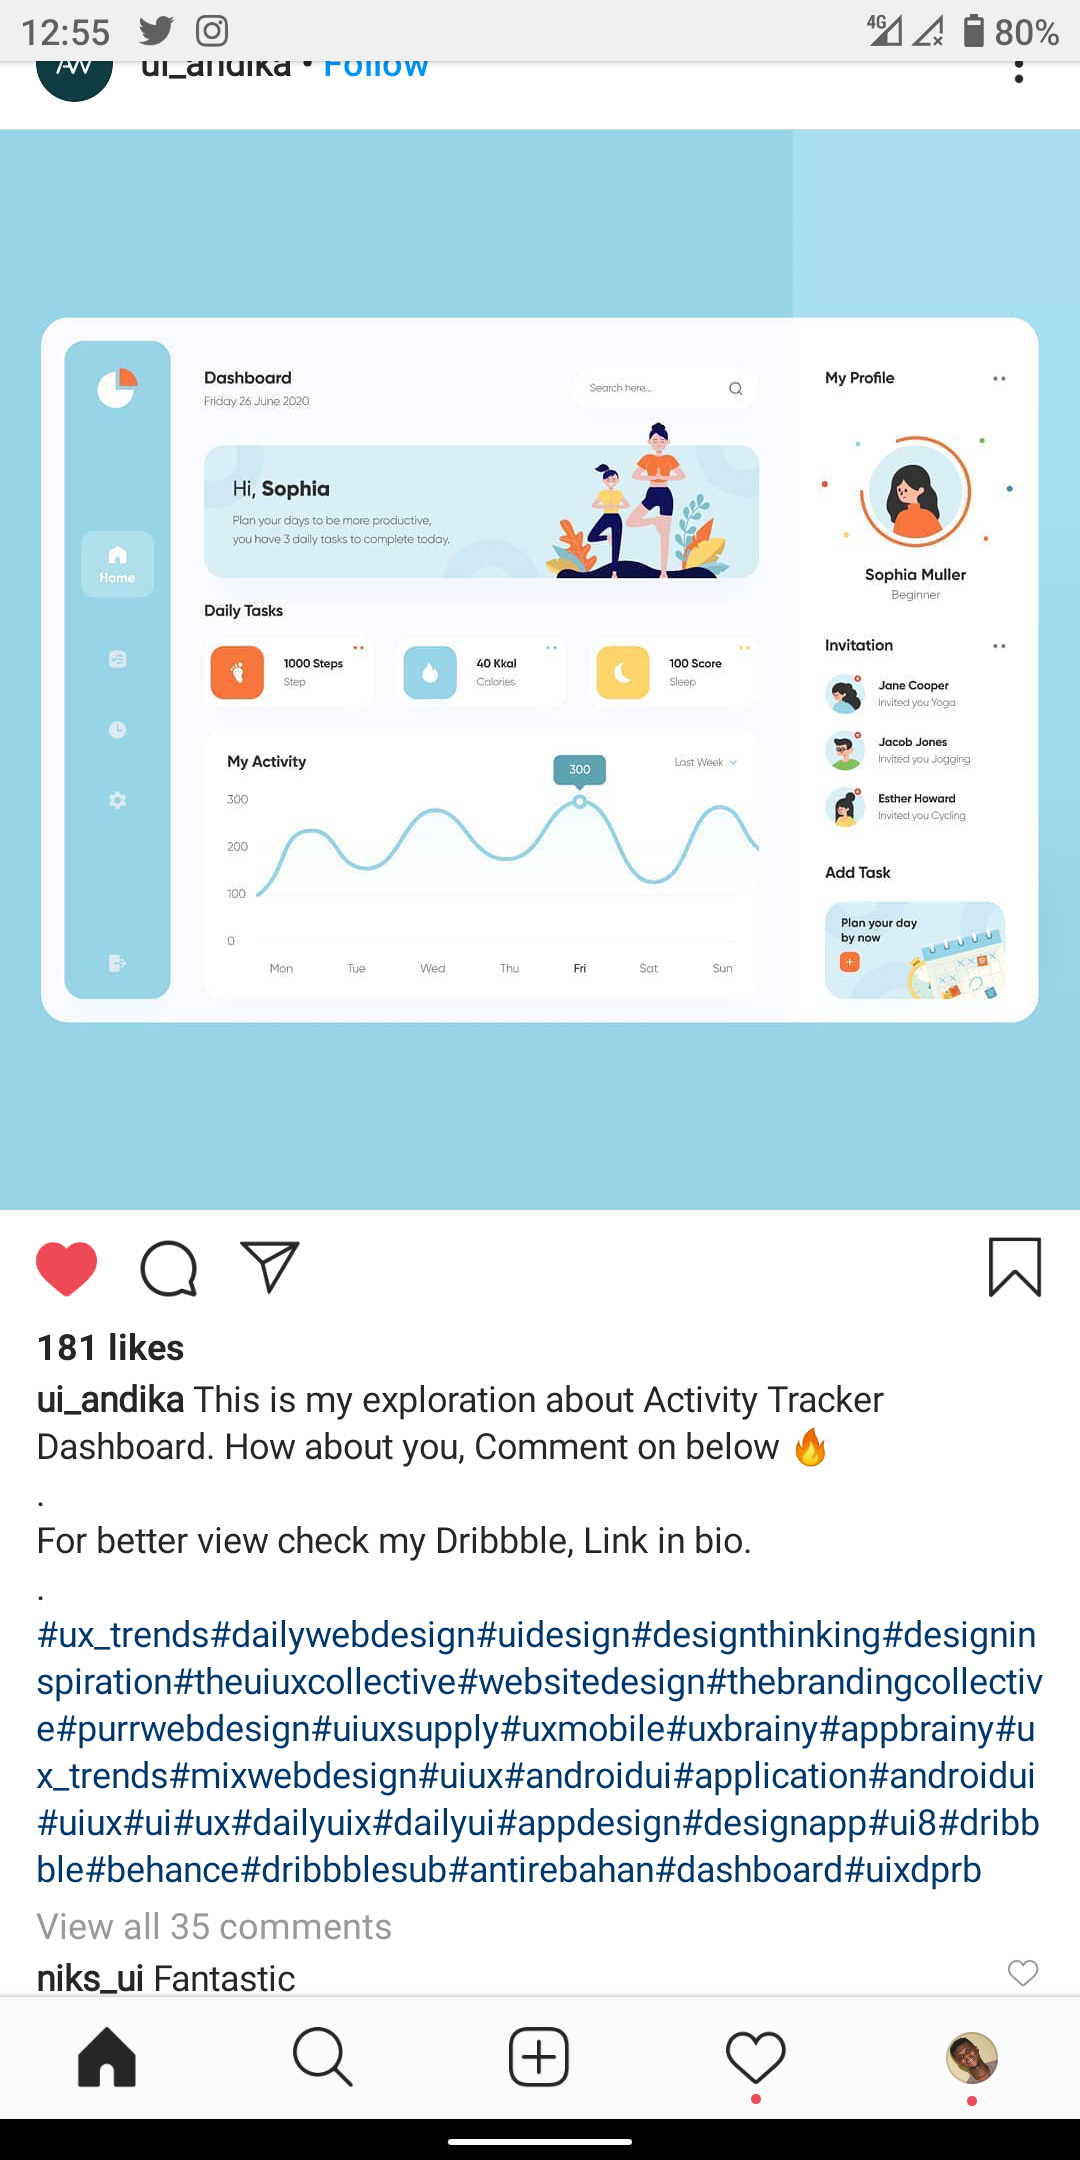 12:55
4G
80%
AW
ui_andika • Follow
Dashboard
Friday 26 June 2020
Search here...
My Profile
Hi, Sophia
Plan your days to be more productive,
you have 3 daily tasks to complete today.
Home
Sophia Muller
Beginner
Daily Tasks
1000 Steps
Step
40 Kkal
Calories
100 Score
Sleep
Invitation
Jane Cooper
Invited you Yoga
Jacob Jones
Invited you Jogging
Esther Howard
Invited you Cycling
My Activity
300
Last Week
300
200
100
0
Mon Tue Wed Thu Fri Sat Sun
Add Task
Plan your day
by now
181 likes
ui_andika This is my exploration about Activity Tracker
Dashboard. How about you, Comment on below 🔥
.
For better view check my Dribbble, Link in bio.
.
#ux_trends#dailywebdesign#uidesign#designthinking#designin
spiration#theuiuxcollective#websitedesign#thebrandingcollectiv
e#purrwebdesign#uiuxsupply#uxmobile#uxbrainy#appbrainy#u
x_trends#mixwebdesign#uiux#androidui#application#androidui
#uiux#ui#ux#dailyuix#dailyui#appdesign#designapp#ui8#dribb
ble#behance#dribbblesub#antirebahan#dashboard#uixdprb
View all 35 comments
niks_ui Fantastic